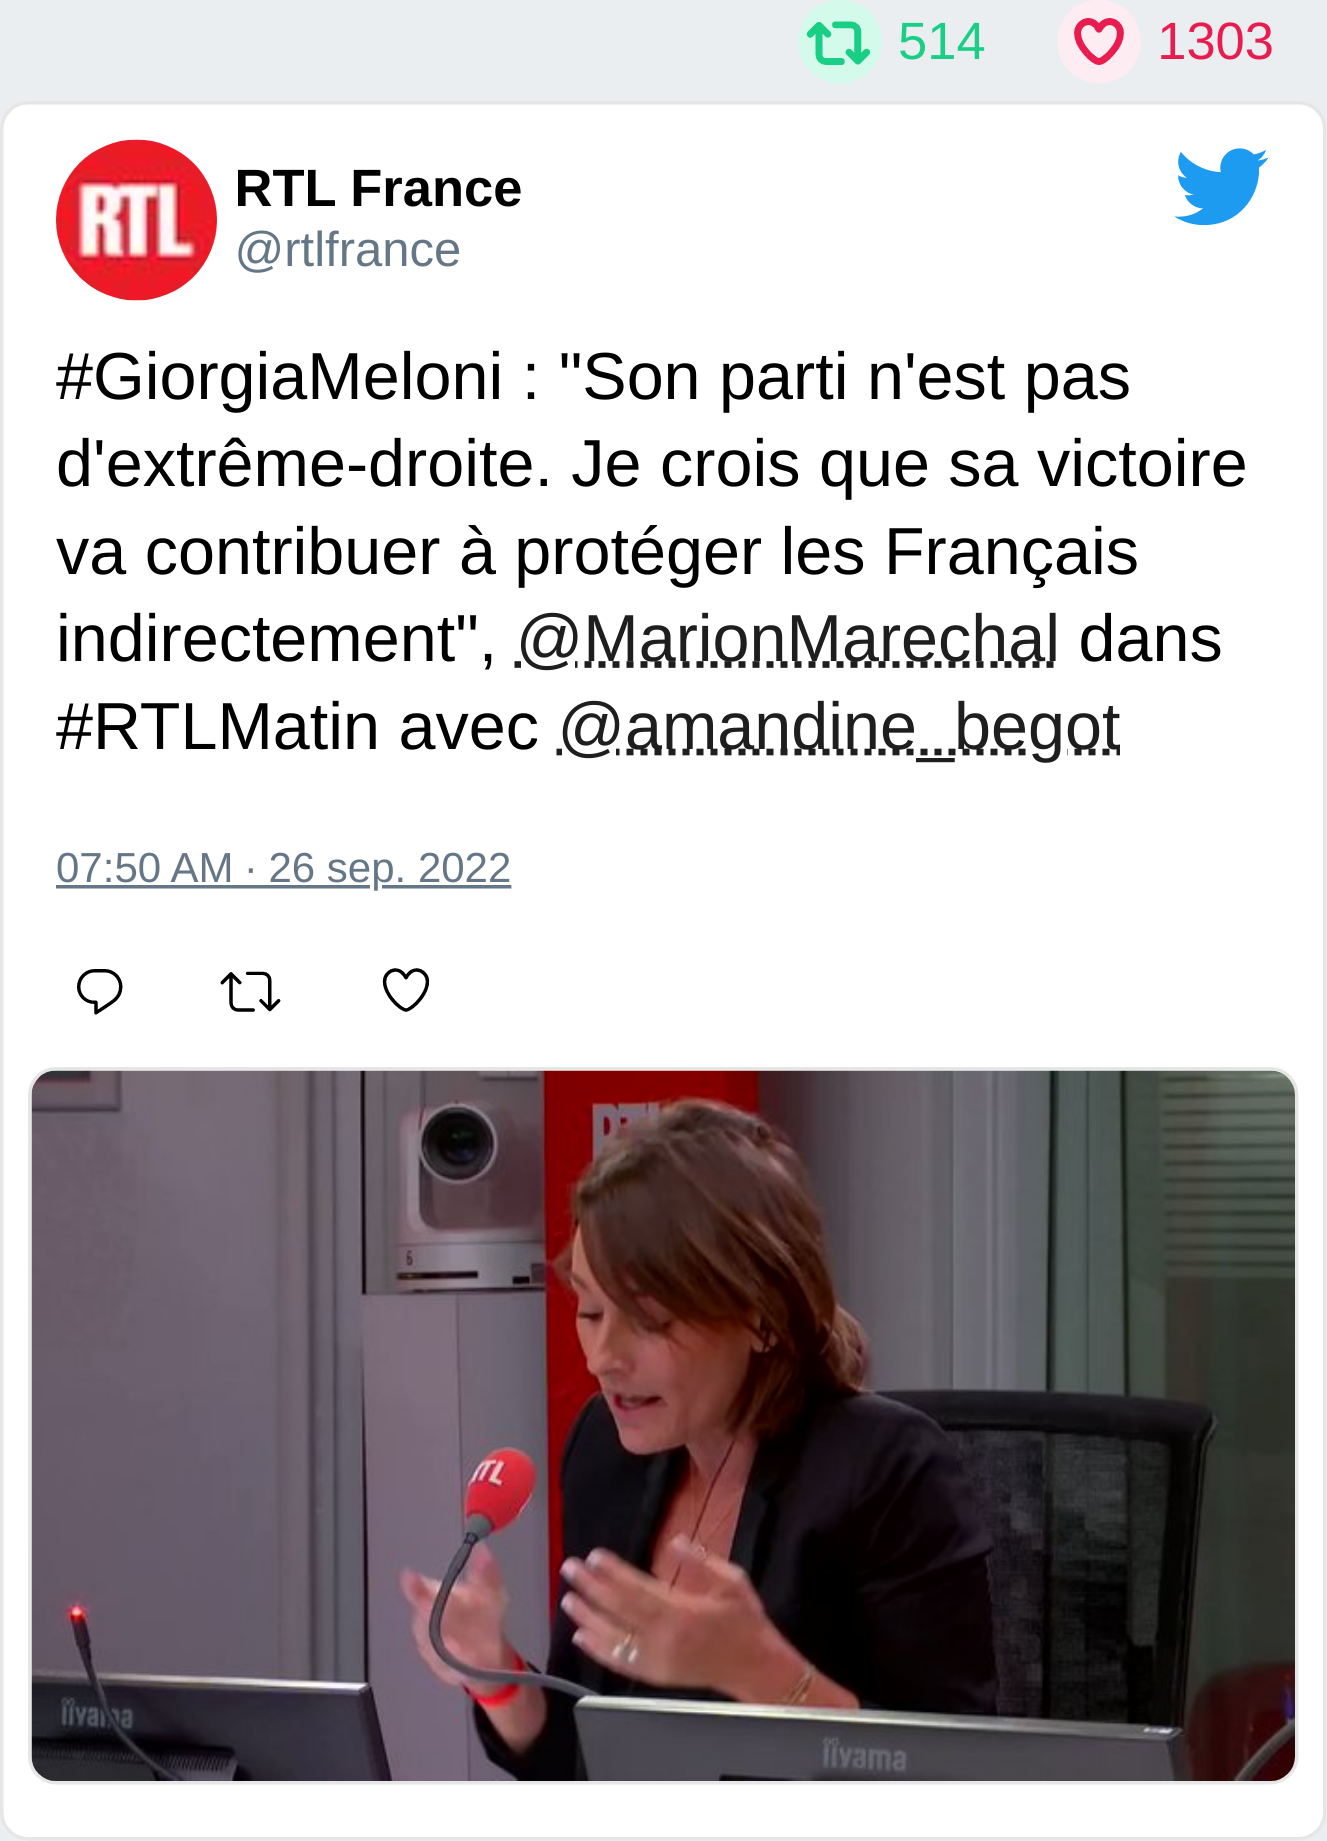 514 1303
RTL
RTL France
@rtlfrance
#GiorgiaMeloni : "Son parti n'est pas
d'extrême-droite. Je crois que sa victoire
va contribuer à protéger les Français
indirectement", @MarionMarechal dans
#RTLMatin avec @amandine_begot
07:50 AM · 26 sep. 2022
RTL
6
RTL
iiyama
iiyama